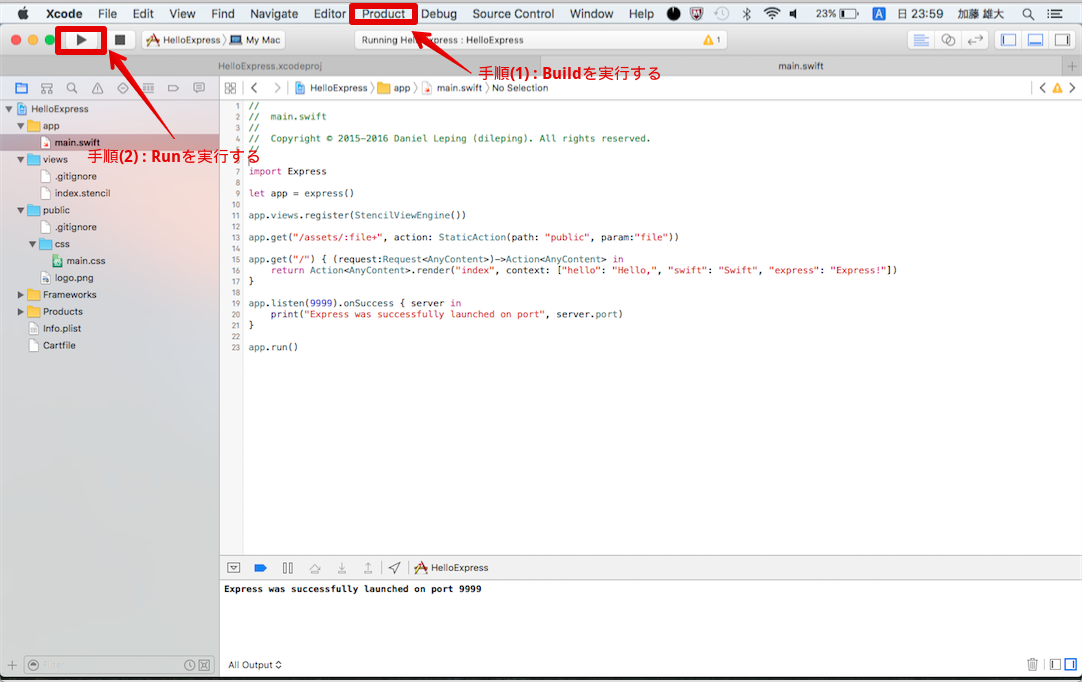 Xcode File Edit View Find Navigate Editor Product Debug Source Control Window Help 23% A 日 23:59 加藤 雄大
HelloExpress My Mac Running HelloExpress : HelloExpress 1
HelloExpress.xcodeproj main.swift
手順(1) : Buildを実行する
HelloExpress app main.swift No Selection
手順(2) : Runを実行する
HelloExpress
app
main.swift
views
.gitignore
index.stencil
public
.gitignore
css
main.css
logo.png
Frameworks
Products
Info.plist
Cartfile
1 //
2 // main.swift
3 //
4 // Copyright © 2015-2016 Daniel Leping (dileping). All rights reserved.
//
7 import Express
8
9 let app = express()
10
11 app.views.register(StencilViewEngine())
12
13 app.get("/assets/:file+", action: StaticAction(path: "public", param:"file"))
14
15 app.get("/") { (request:Request<AnyContent>)->Action<AnyContent> in
16 return Action<AnyContent>.render("index", context: ["hello": "Hello,", "swift": "Swift", "express": "Express!"])
17 }
18
19 app.listen(9999).onSuccess { server in
20 print("Express was successfully launched on port", server.port)
21 }
22
23 app.run()
HelloExpress
Express was successfully launched on port 9999
All Output